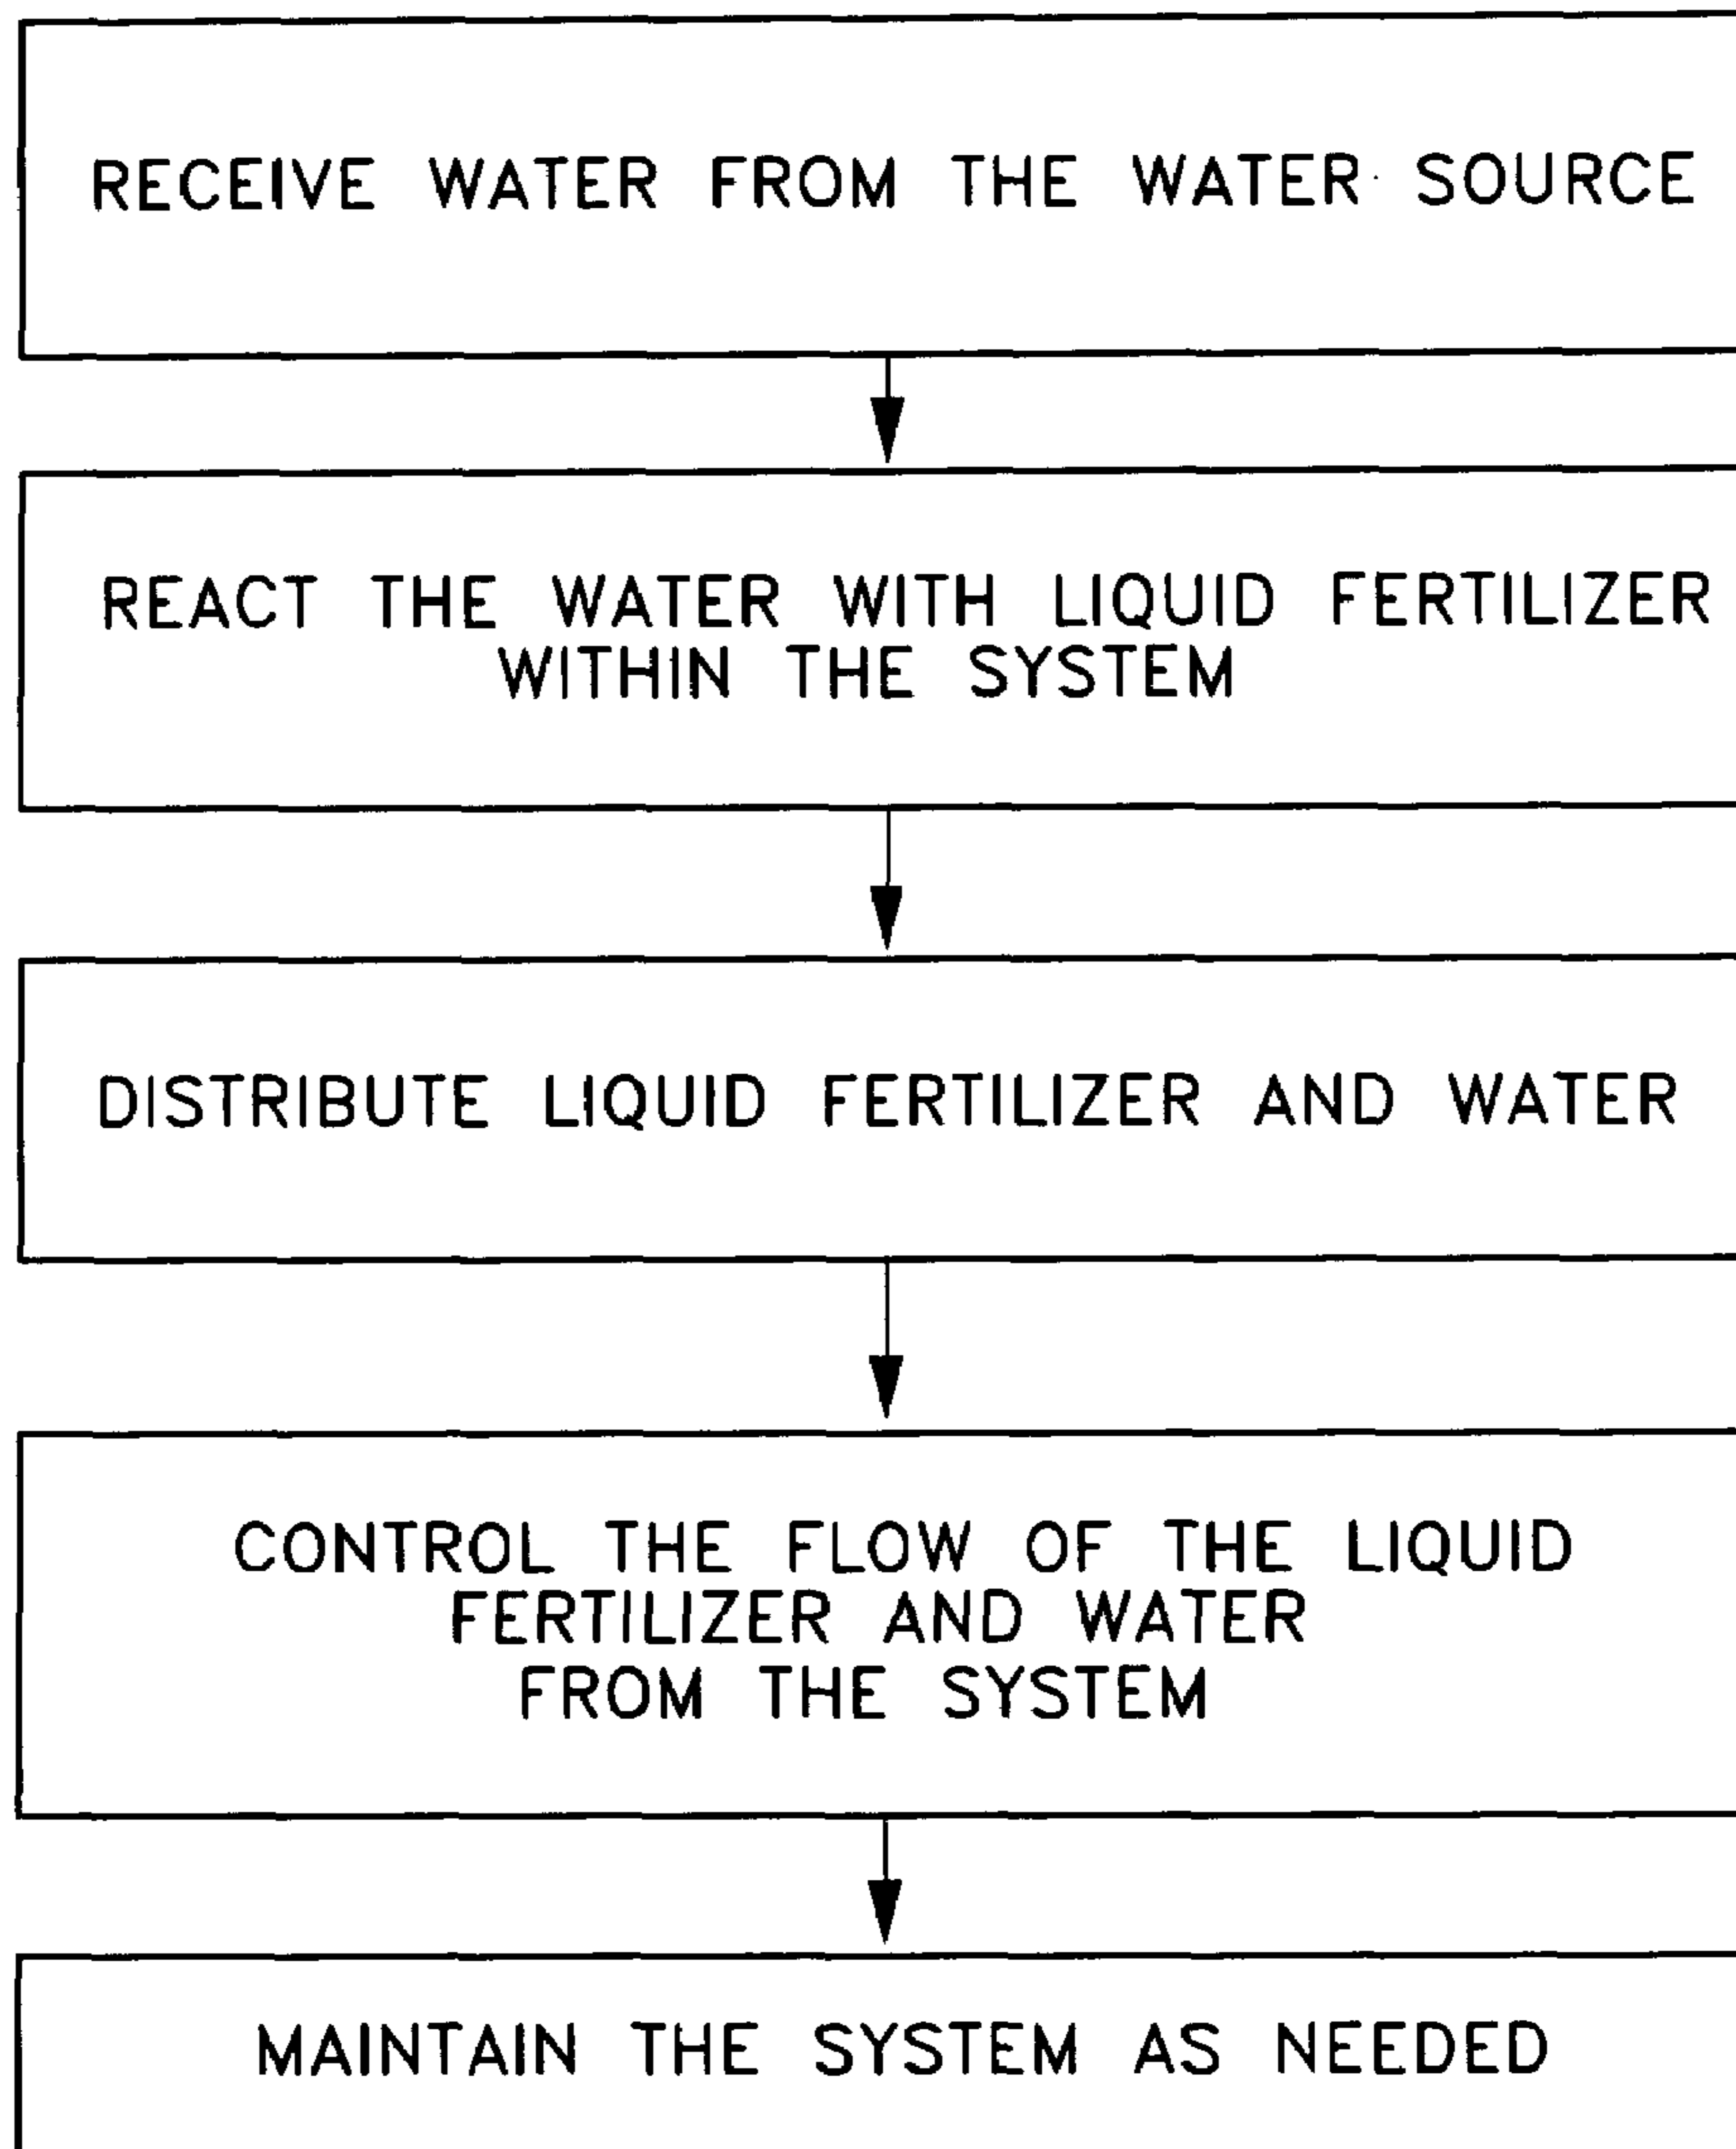 RECEIVE WATER FROM THE WATER SOURCE
REACT THE WATER WITH LIQUID FERTILIZER
WITHIN THE SYSTEM
DISTRIBUTE LIQUID FERTILIZER AND WATER
CONTROL THE FLOW OF THE LIQUID
FERTILIZER AND WATER
FROM THE SYSTEM
MAINTAIN THE SYSTEM AS NEEDED